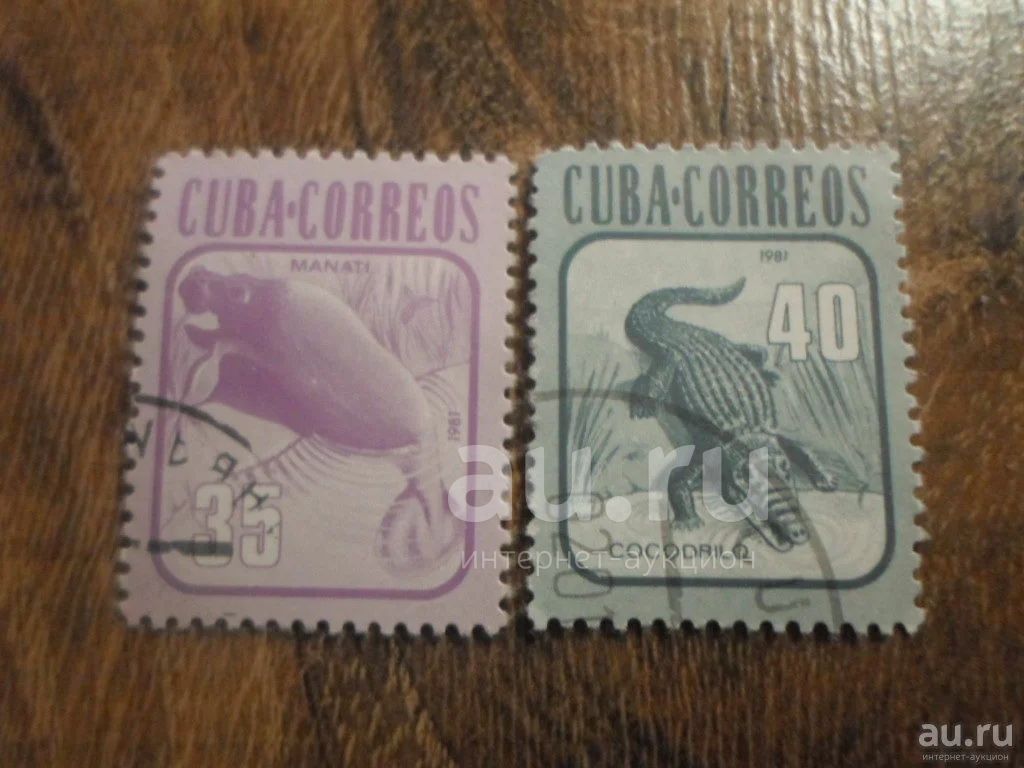 CUBA·CORREOS
MANATI
1981
35
CUBA·CORREOS
1981
40
COCODRILO
au.ru
интернет-аукцион
au.ru
интернет-аукцион